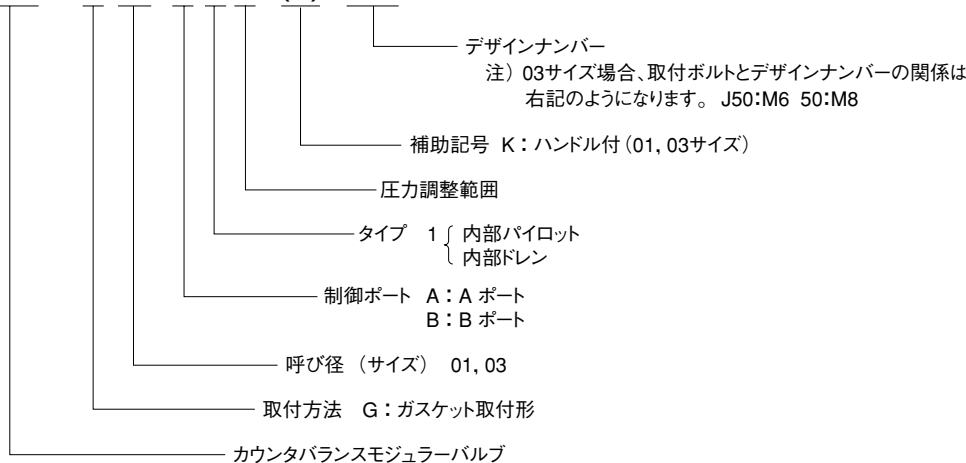 デザインナンバー
注） 03サイズ場合、取付ボルトとデザインナンバーの関係は
右記のようになります。 J50：M6 50：M8
補助記号 K：ハンドル付（01, 03サイズ）
圧力調整範囲
タイプ 1 { 内部パイロット
内部ドレン
制御ポート A：A ポート
B：B ポート
呼び径 （サイズ） 01, 03
取付方法 G：ガスケット取付形
カウンタバランスモジュラーバルブ